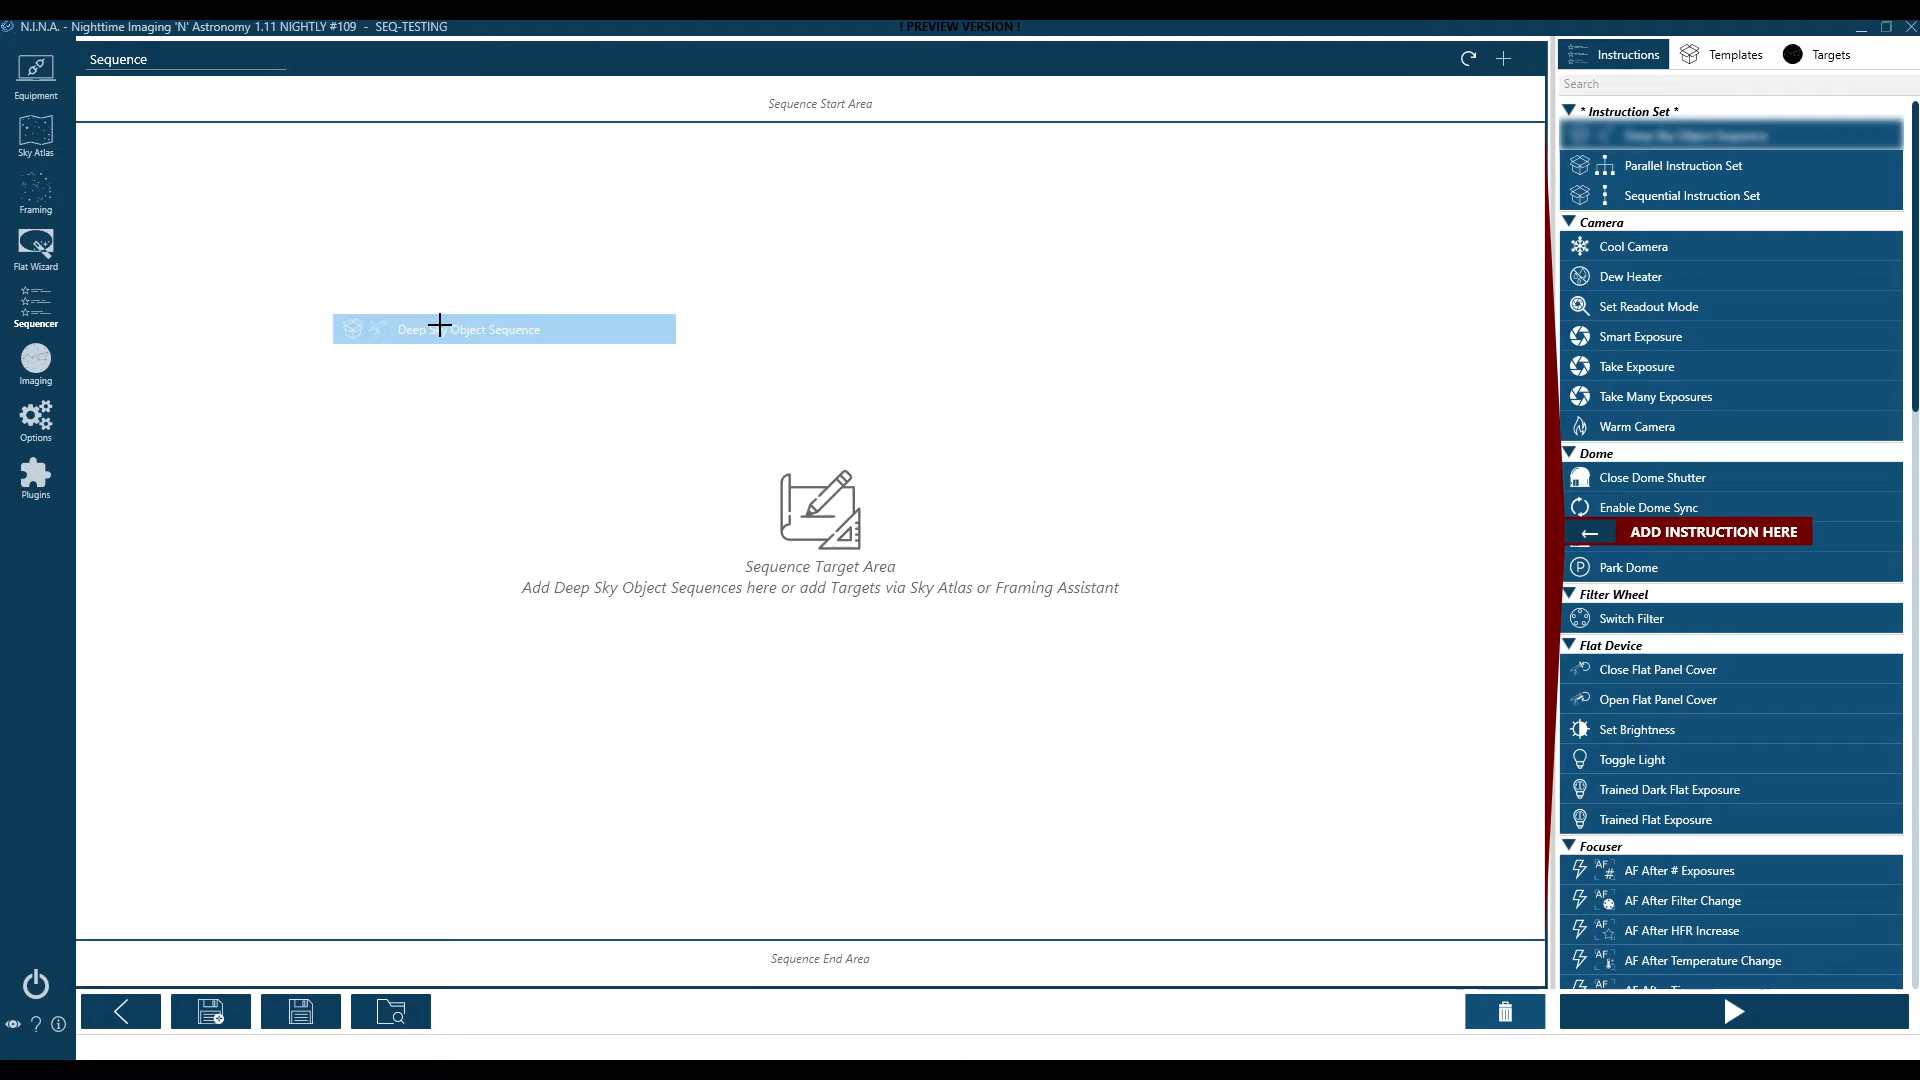 N.I.N.A. - Nighttime Imaging 'N' Astronomy 1.11 NIGHTLY #109 - SEQ-TESTING
! PREVIEW VERSION !
Equipment
Sky Atlas
Framing
Flat Wizard
Sequencer
Imaging
Options
Plugins
Sequence
Sequence Start Area
Deep Sky Object Sequence
Sequence Target Area
Add Deep Sky Object Sequences here or add Targets via Sky Atlas or Framing Assistant
Sequence End Area
Instructions
Templates
Targets
Search
* Instruction Set *
Deep Sky Object Sequence
Parallel Instruction Set
Sequential Instruction Set
Camera
Cool Camera
Dew Heater
Set Readout Mode
Smart Exposure
Take Exposure
Take Many Exposures
Warm Camera
Dome
Close Dome Shutter
Enable Dome Sync
ADD INSTRUCTION HERE
Park Dome
Filter Wheel
Switch Filter
Flat Device
Close Flat Panel Cover
Open Flat Panel Cover
Set Brightness
Toggle Light
Trained Dark Flat Exposure
Trained Flat Exposure
Focuser
AF After # Exposures
AF After Filter Change
AF After HFR Increase
AF After Temperature Change